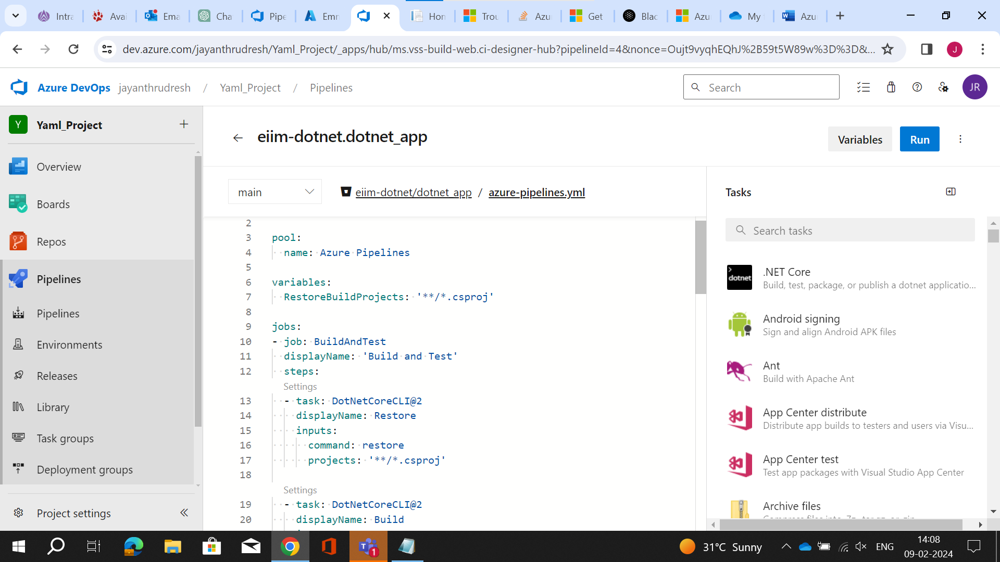 Intra
Avai
Ema
Cha
Pipe
Emr
Hom
Trou
Azu
Get
Blac
Azu
My
Azu
dev.azure.com/jayanthrudresh/Yaml_Project/_apps/hub/ms.vss-build-web.ci-designer-hub?pipelineId=4&nonce=Oujt9vyqhEQhJ%2B59t5W89w%3D%3D&...
J
Azure DevOps jayanthrudresh / Yaml_Project / Pipelines
Search
JR
Y Yaml_Project
Overview
Boards
Repos
Pipelines
Pipelines
Environments
Releases
Library
Task groups
Deployment groups
Project settings
eiim-dotnet.dotnet_app
Variables
Run
main
eiim-dotnet/dotnet_app / azure-pipelines.yml
2
3 pool:
4 name: Azure Pipelines
5
6 variables:
7 RestoreBuildProjects: '**/*.csproj'
8
9 jobs:
10 - job: BuildAndTest
11 displayName: 'Build and Test'
12 steps:
Settings
13 - task: DotNetCoreCLI@2
14 displayName: Restore
15 inputs:
16 command: restore
17 projects: '**/*.csproj'
18
Settings
19 - task: DotNetCoreCLI@2
20 displayName: Build
Tasks
Search tasks
dotnet
.NET Core
Build, test, package, or publish a dotnet applicatio...
Android signing
Sign and align Android APK files
Ant
Build with Apache Ant
App Center distribute
Distribute app builds to testers and users via Visu...
App Center test
Test app packages with Visual Studio App Center
Archive files
1
31°C Sunny
ENG
14:08
09-02-2024